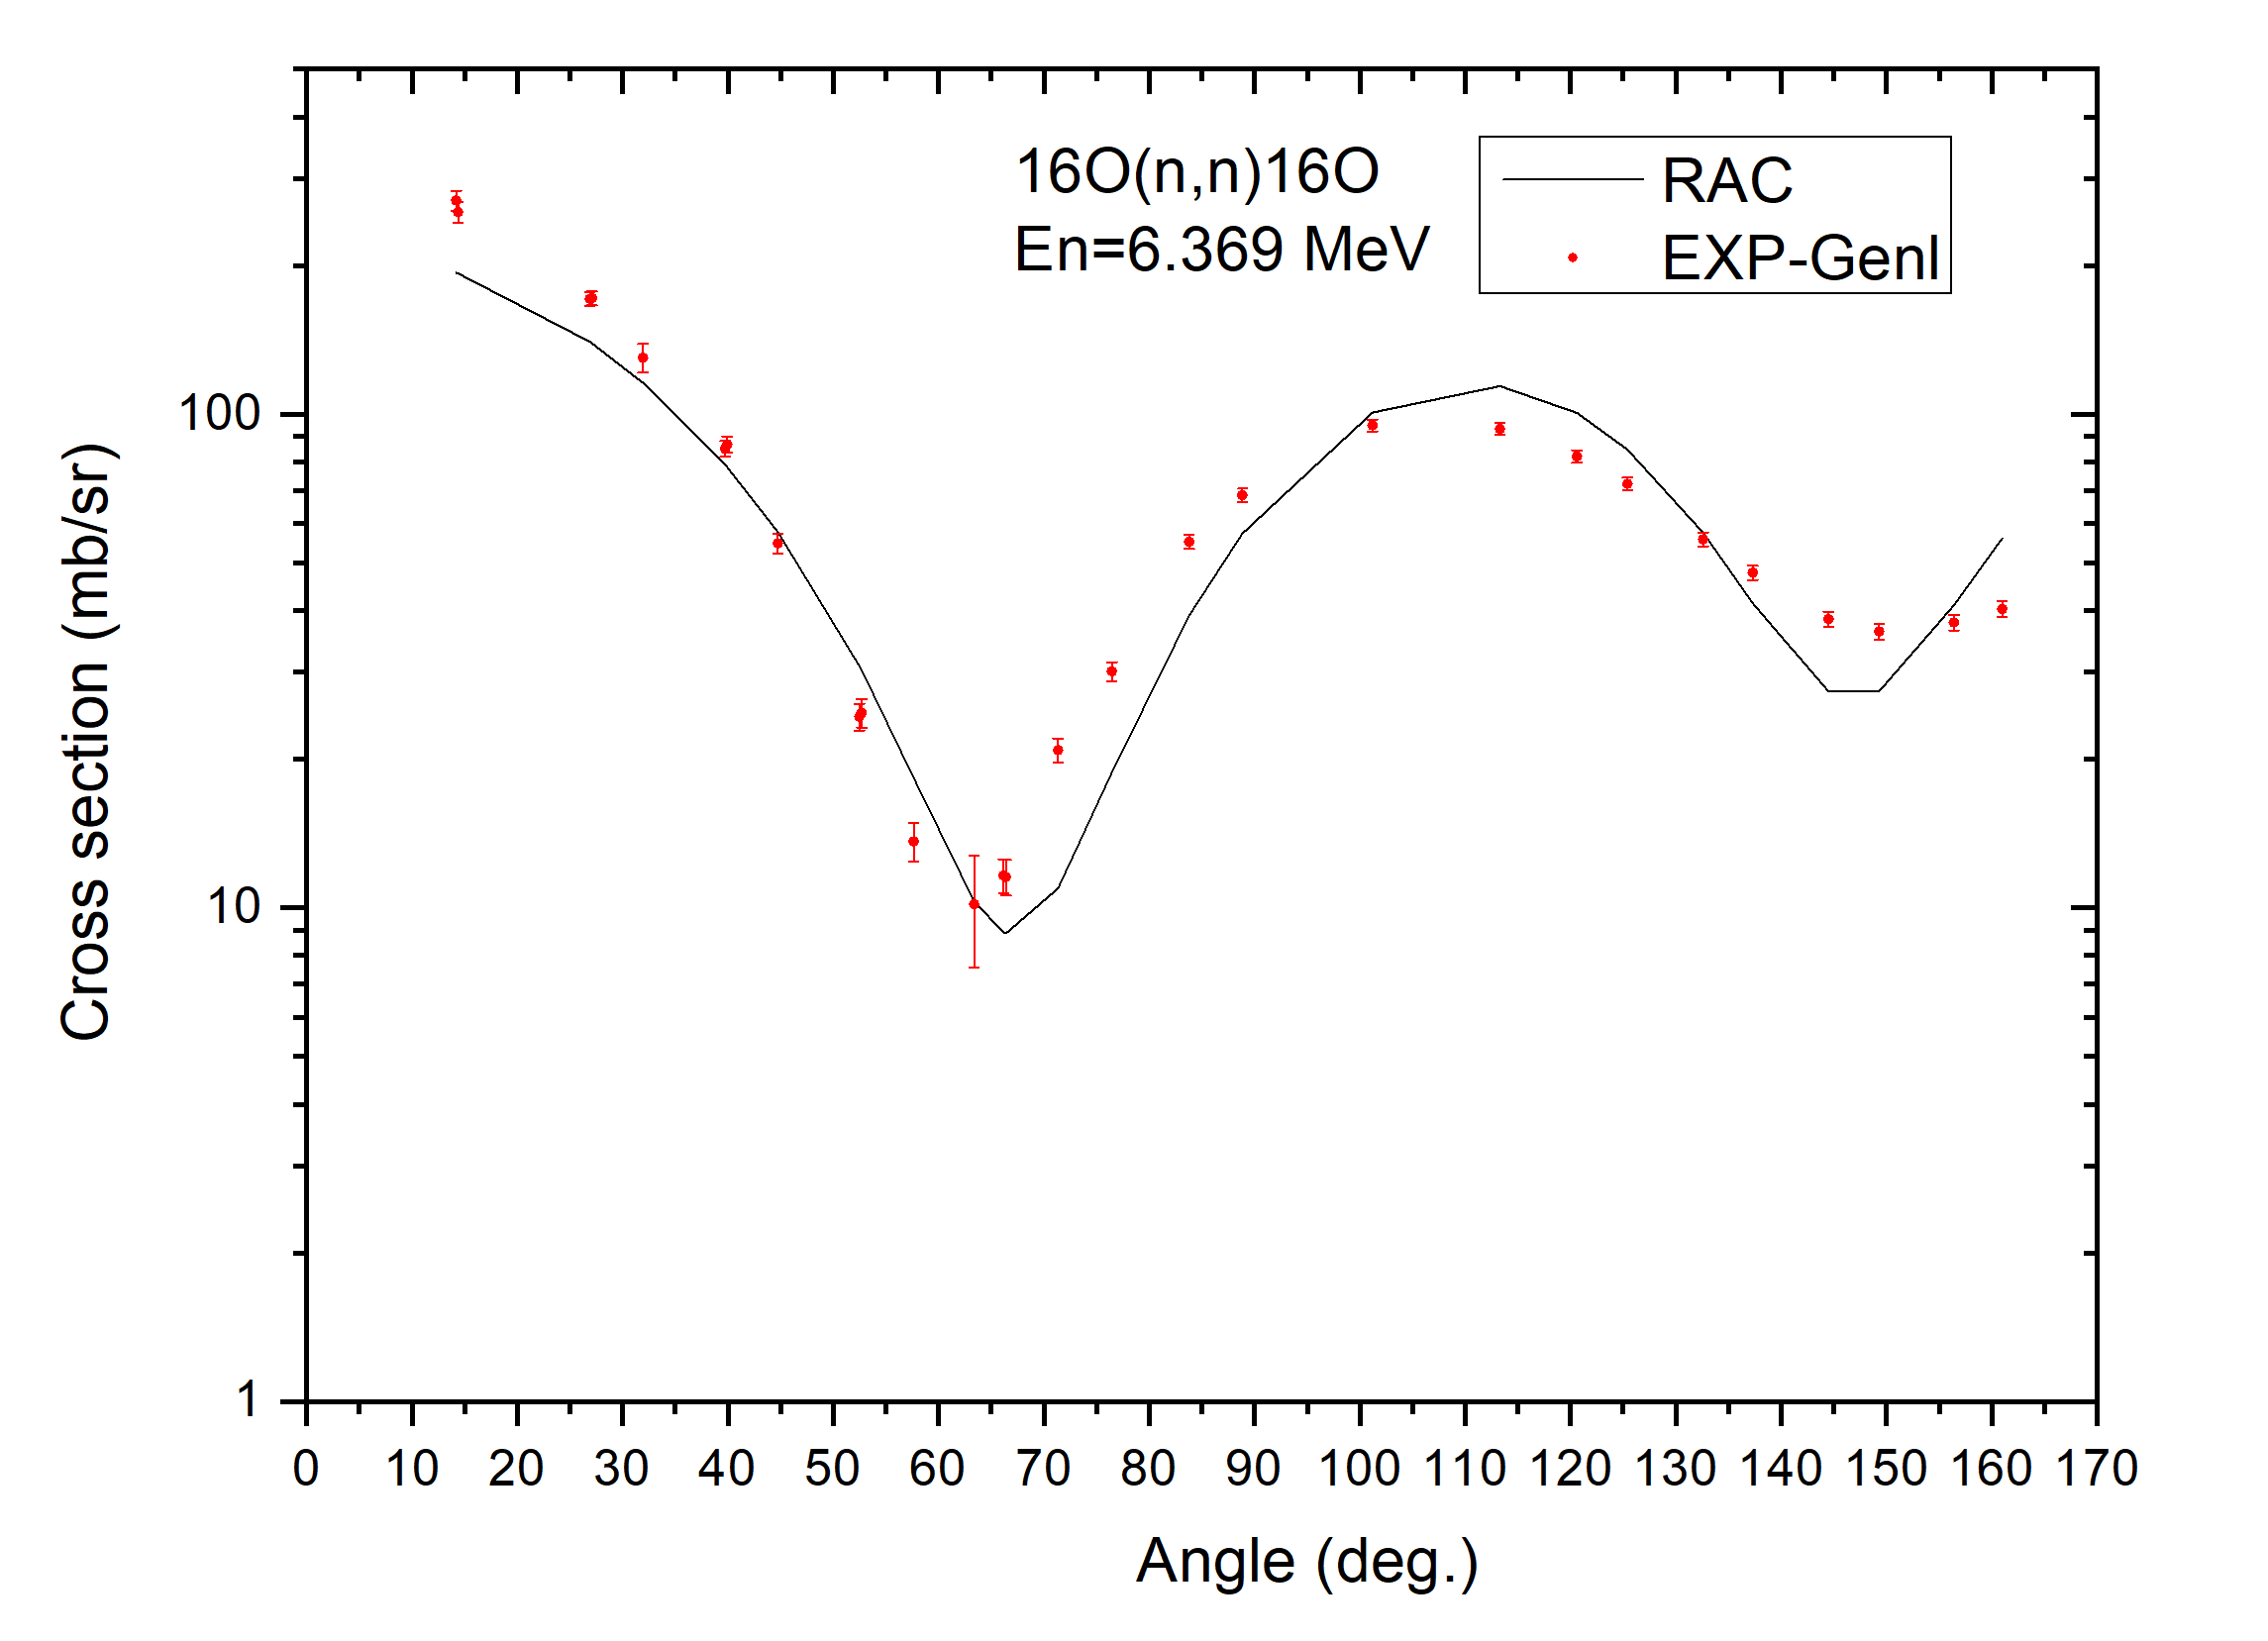 16O(n,n)16O
En=6.369 MeV
RAC
EXP-Genl
Cross section (mb/sr)
100
10
1
0 10 20 30 40 50 60 70 80 90 100 110 120 130 140 150 160 170
Angle (deg.)